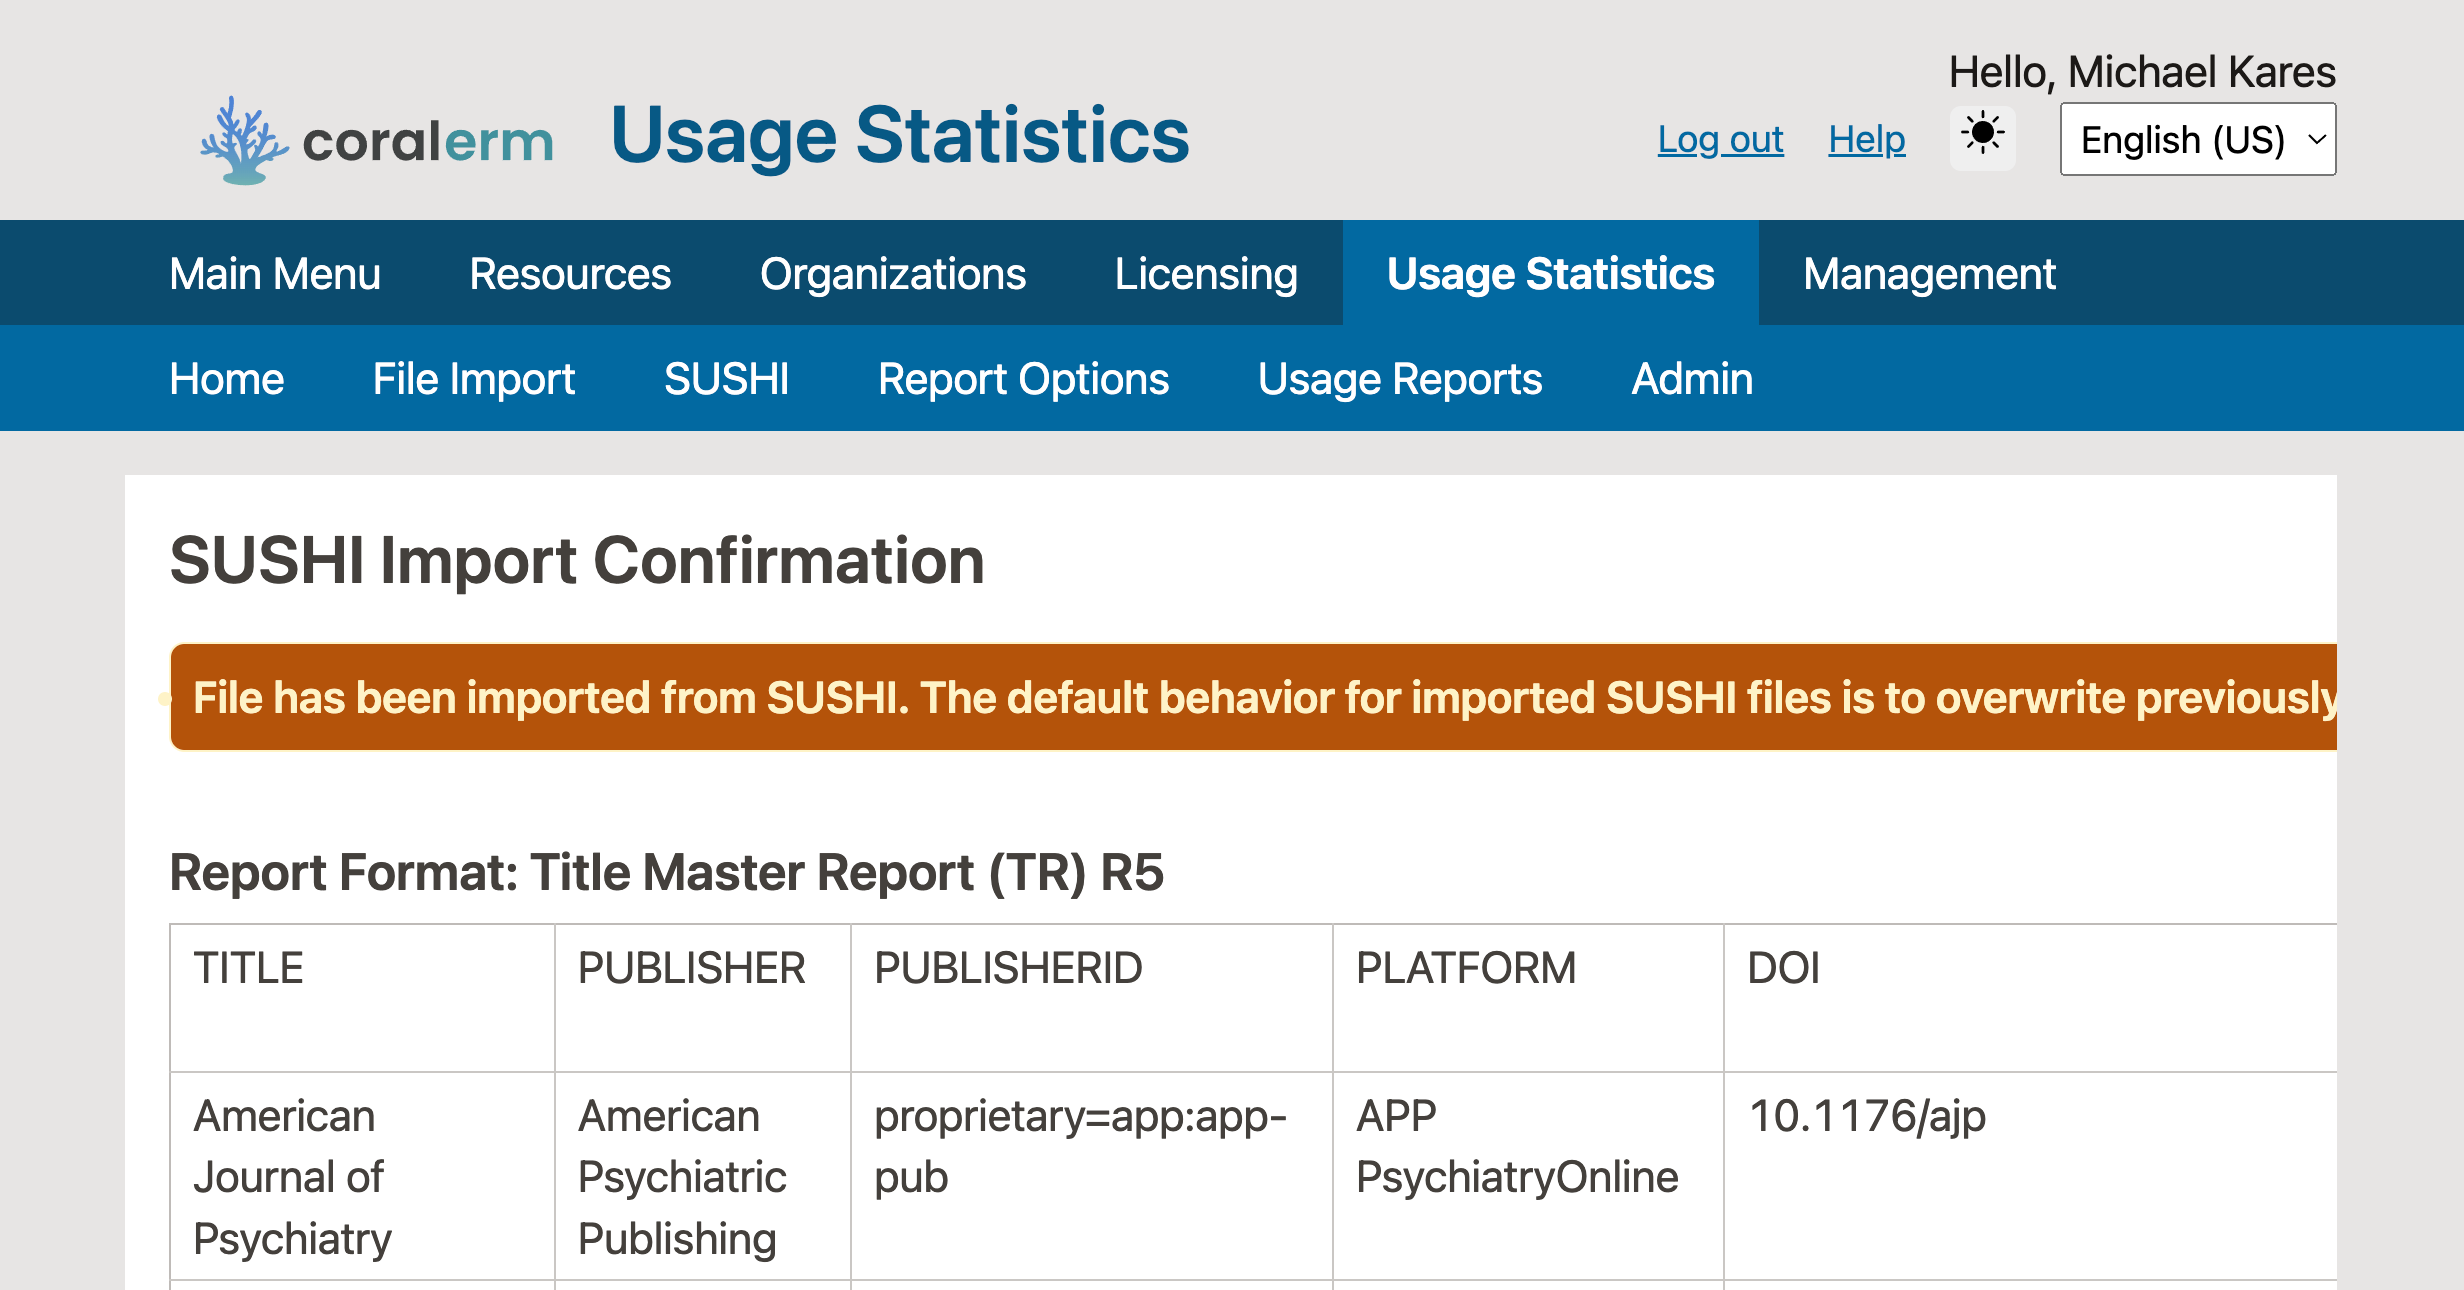 Hello, Michael Kares
coralerm
Usage Statistics
Log out
Help
English (US)
Main Menu
Resources
Organizations
Licensing
Usage Statistics
Management
Home
File Import
SUSHI
Report Options
Usage Reports
Admin
SUSHI Import Confirmation
File has been imported from SUSHI. The default behavior for imported SUSHI files is to overwrite previously
Report Format: Title Master Report (TR) R5
TITLE
PUBLISHER
PUBLISHERID
PLATFORM
DOI
American
Journal of
Psychiatry
American
Psychiatric
Publishing
proprietary=app:app-
pub
APP
PsychiatryOnline
10.1176/ajp